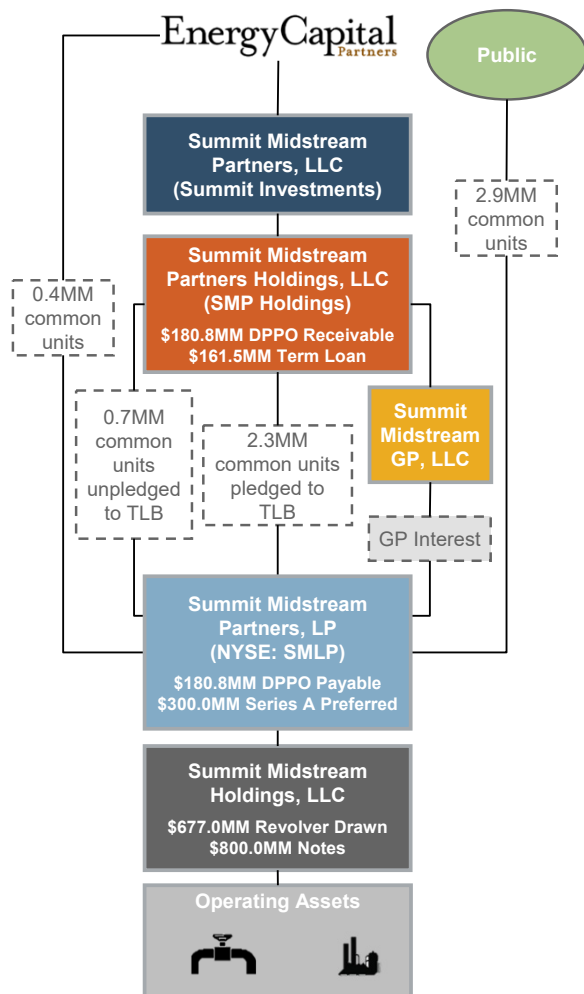 EnergyCapital
Partners
Public
Summit Midstream
Partners, LLC
(Summit Investments)
2.9MM
common
units
Summit Midstream
Partners Holdings, LLC
(SMP Holdings)
$180.8MM DPPO Receivable
$161.5MM Term Loan
0.4MM
common
units
0.7MM
common
units
unpledged
to TLB
2.3MM
common units
pledged to
TLB
Summit
Midstream
GP, LLC
GP Interest
Summit Midstream
Partners, LP
(NYSE: SMLP)
$180.8MM DPPO Payable
$300.0MM Series A Preferred
Summit Midstream
Holdings, LLC
$677.0MM Revolver Drawn
$800.0MM Notes
Operating Assets